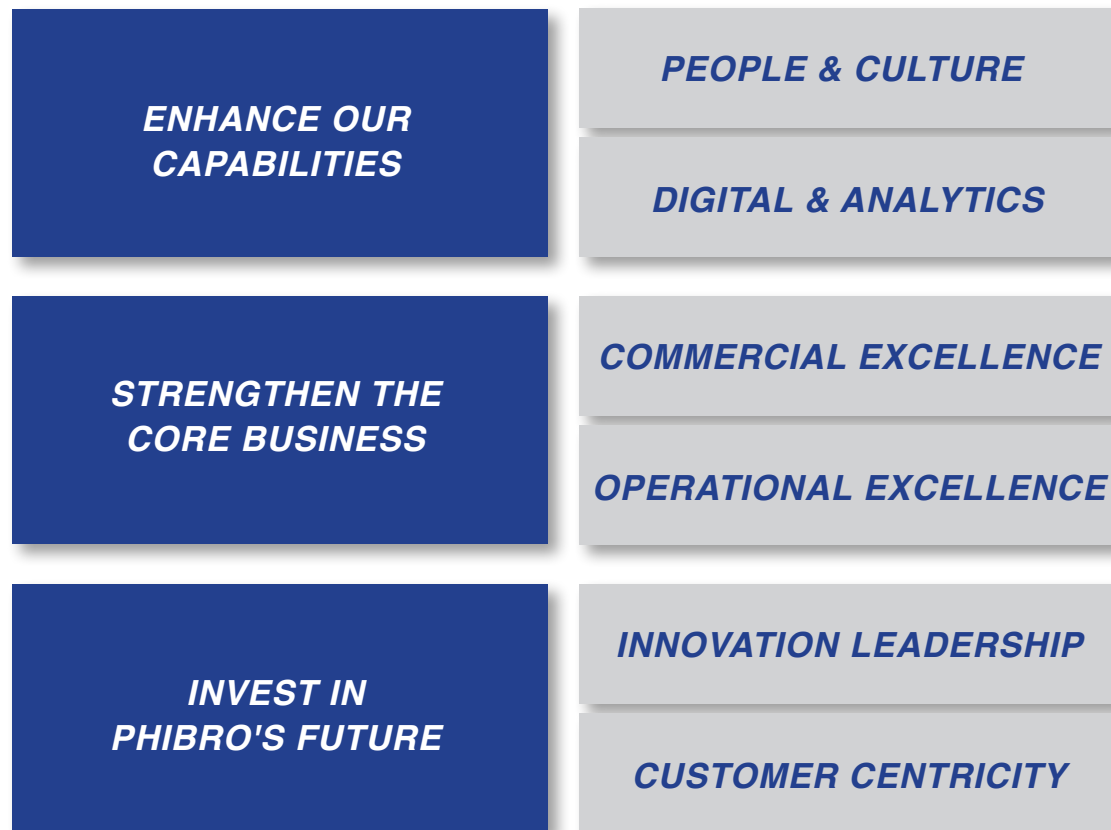 ENHANCE OUR
CAPABILITIES
PEOPLE & CULTURE
DIGITAL & ANALYTICS
STRENGTHEN THE
CORE BUSINESS
COMMERCIAL EXCELLENCE
OPERATIONAL EXCELLENCE
INVEST IN
PHIBRO'S FUTURE
INNOVATION LEADERSHIP
CUSTOMER CENTRICITY